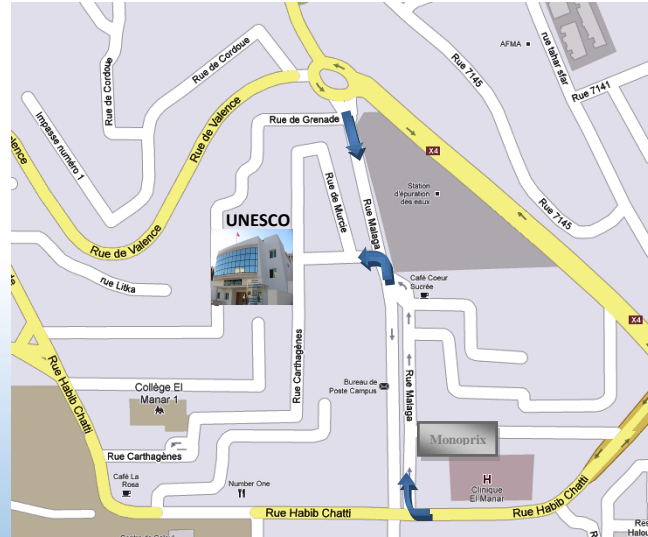 AFMA
rue tahar sfar
Rue 7145
Rue 7141
Rue de Cordoue
Rue de Cordoue
Impasse numéro 1
Rue de Valence
Rue de Grenade
X4
Valence
Station
d'épuration
des eaux
Rue de Murcie
Rue Malaga
UNESCO
Rue 7145
Rue de Valence
rue Litka
Café Coeur
Sucrée
X4
Rue Carthagènes
Rue Habib Chatti
Collège El
Manar 1
Bureau de
Poste Campus
Rue Malaga
Monoprix
Rue Carthagènes
Café La
Rosa
Number One
H
Clinique
El Manar
Rue Habib Chatti
Rue Habib Chatti
Res
Halou